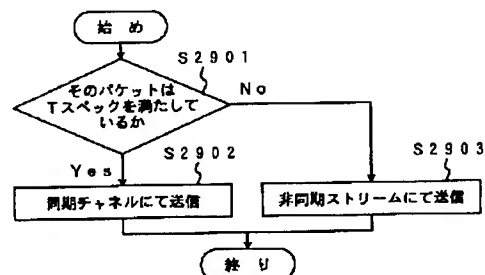 始め
S2901
そのパケットは
Tスペックを満たして
いるか
No
Yes
S2902
S2903
同期チャネルにて送信
非同期ストリームにて送信
終り